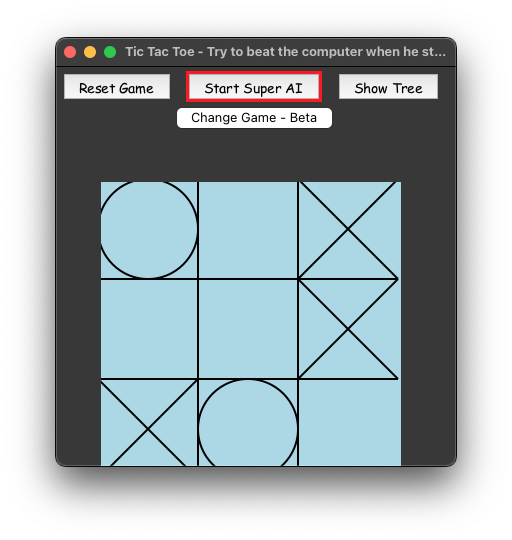 Tic Tac Toe - Try to beat the computer when he st...
Reset Game
Start Super AI
Show Tree
Change Game - Beta